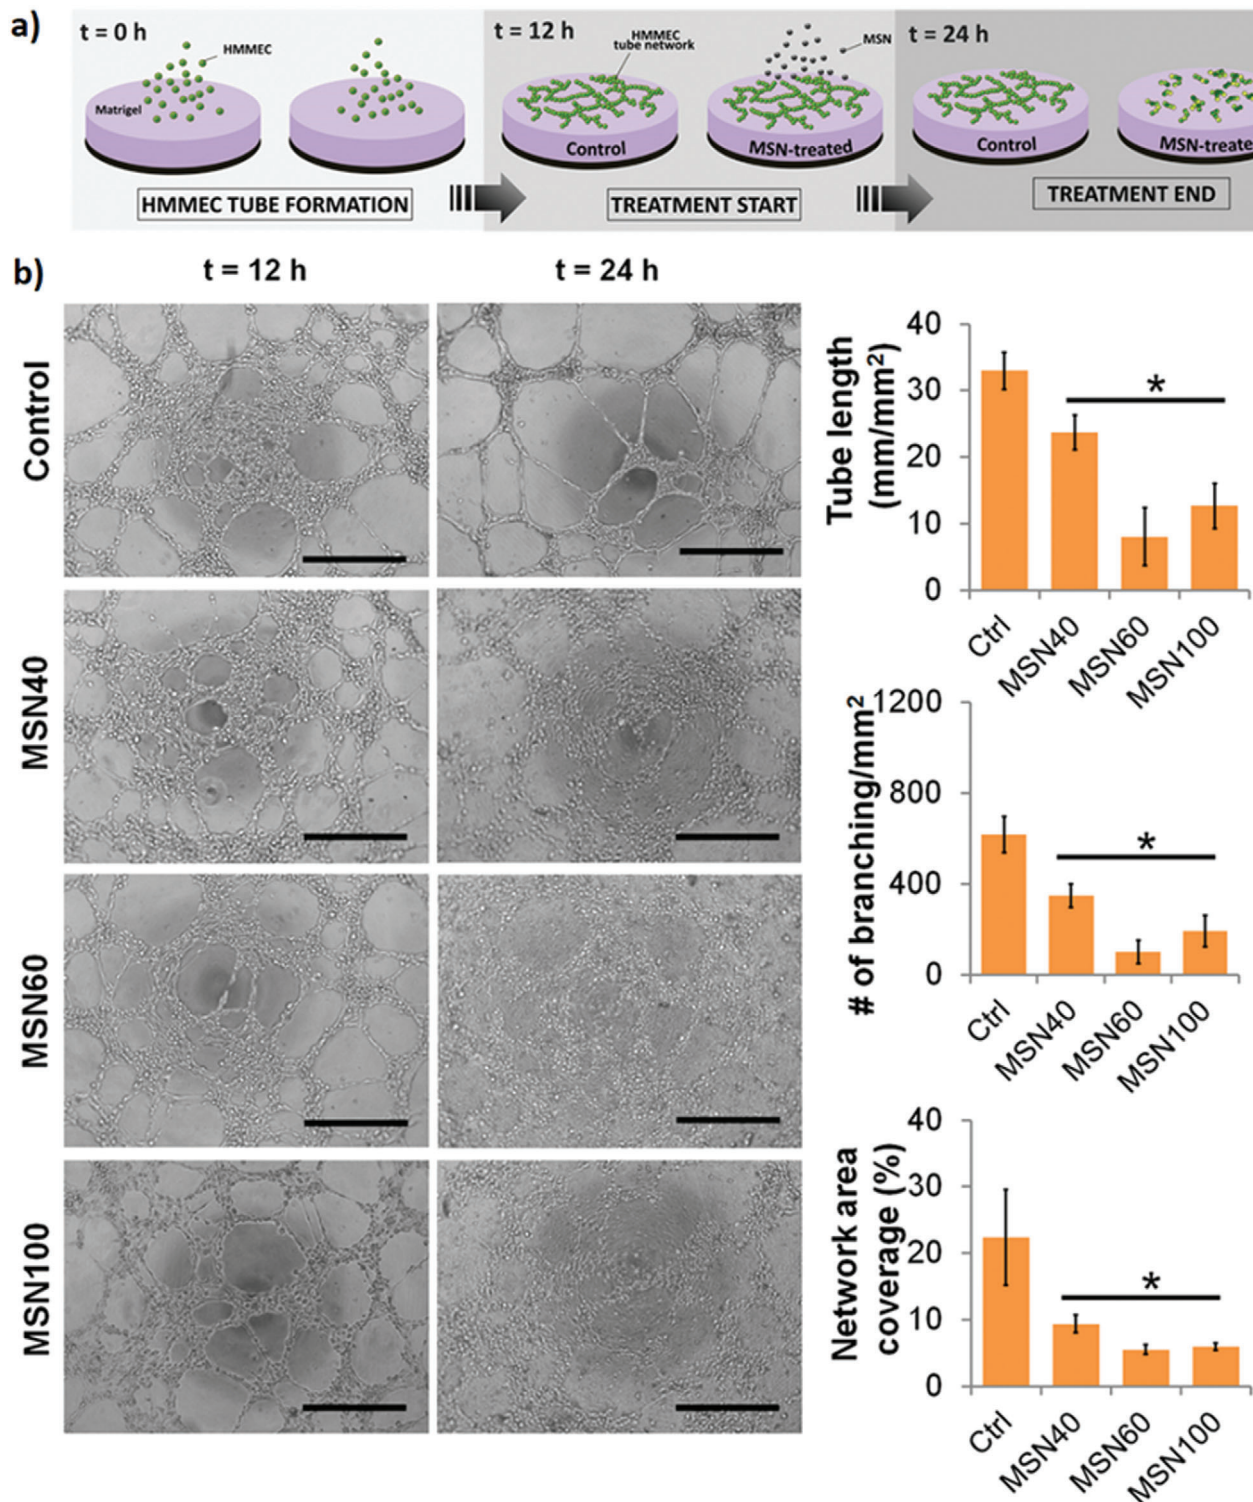 a)
t = 0 h
HMMEC
Matrigel
HMMEC TUBE FORMATION
t = 12 h
HMMEC
tube network
MSN
Control
MSN-treated
TREATMENT START
t = 24 h
Control
MSN-treate
TREATMENT END
b)
t = 12 h
t = 24 h
Control
MSN40
MSN60
MSN100
Tube length
(mm/mm²)
40
30
20
10
0
*
Ctrl
MSN40
MSN60
MSN100
# of branching/mm²
1200
800
400
0
*
Ctrl
MSN40
MSN60
MSN100
Network area
coverage (%)
40
30
20
10
0
*
Ctrl
MSN40
MSN60
MSN100